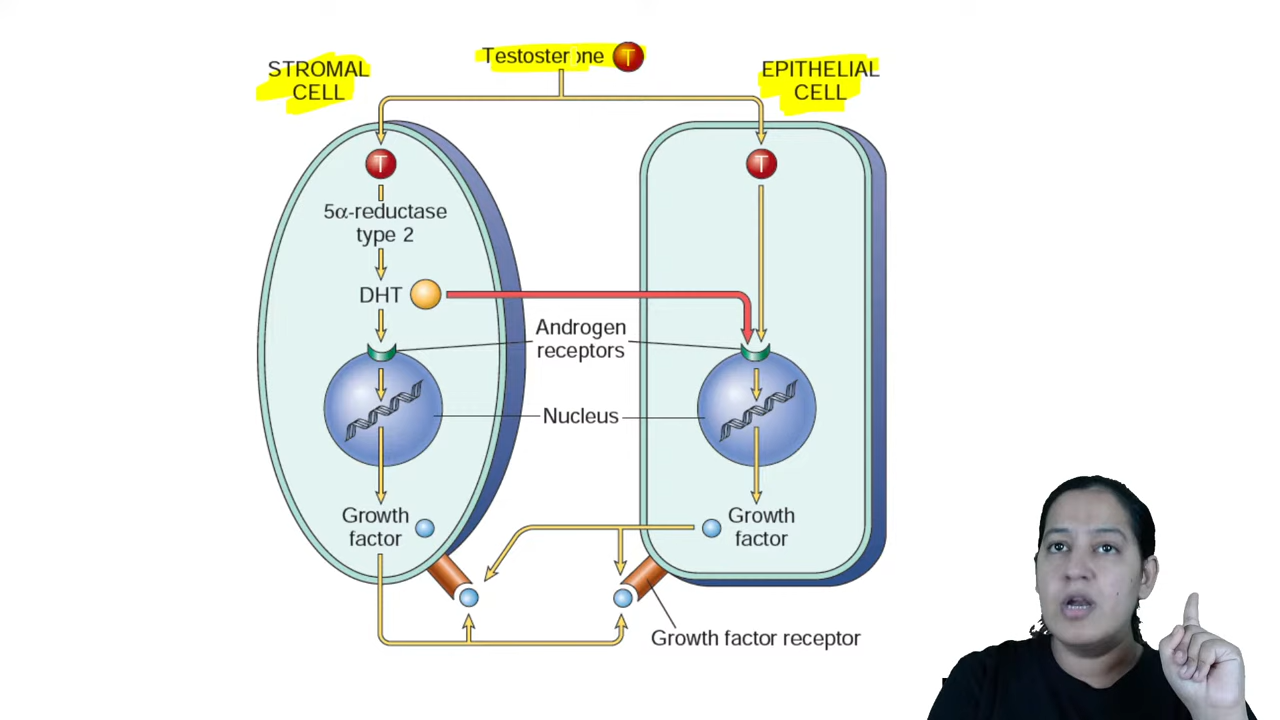 Testosterone T
STROMAL
CELL
EPITHELIAL
CELL
T
T
5α-reductase
type 2
DHT
Androgen
receptors
Nucleus
Growth
factor
Growth
factor
Growth factor receptor